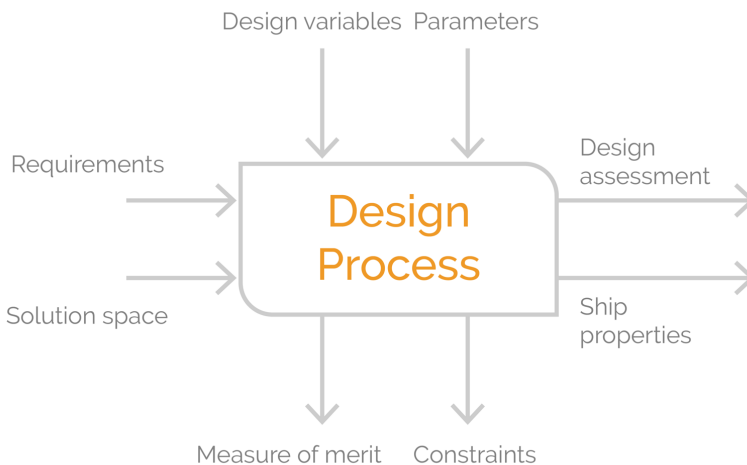 Design variables Parameters
Requirements
Design
assessment
Design
Process
Solution space
Ship
properties
Measure of merit Constraints